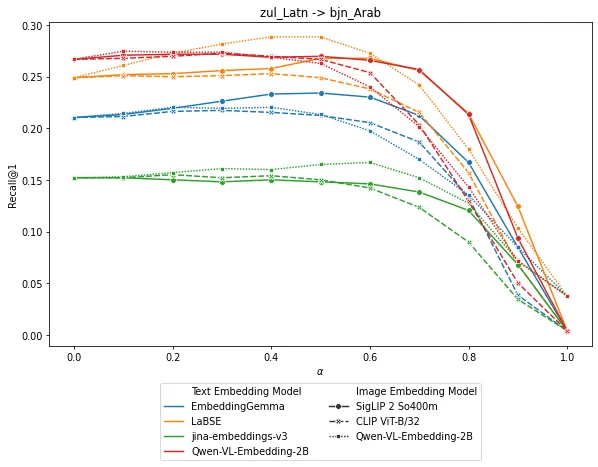 zul_Latn -> bjn_Arab
Recall@1
0.30
0.25
0.20
0.15
0.10
0.05
0.00
0.0 0.2 0.4 0.6 0.8 1.0
α
Text Embedding Model Image Embedding Model
EmbeddingGemma SigLIP 2 So400m
LaBSE CLIP ViT-B/32
jina-embeddings-v3 Qwen-VL-Embedding-2B
Qwen-VL-Embedding-2B